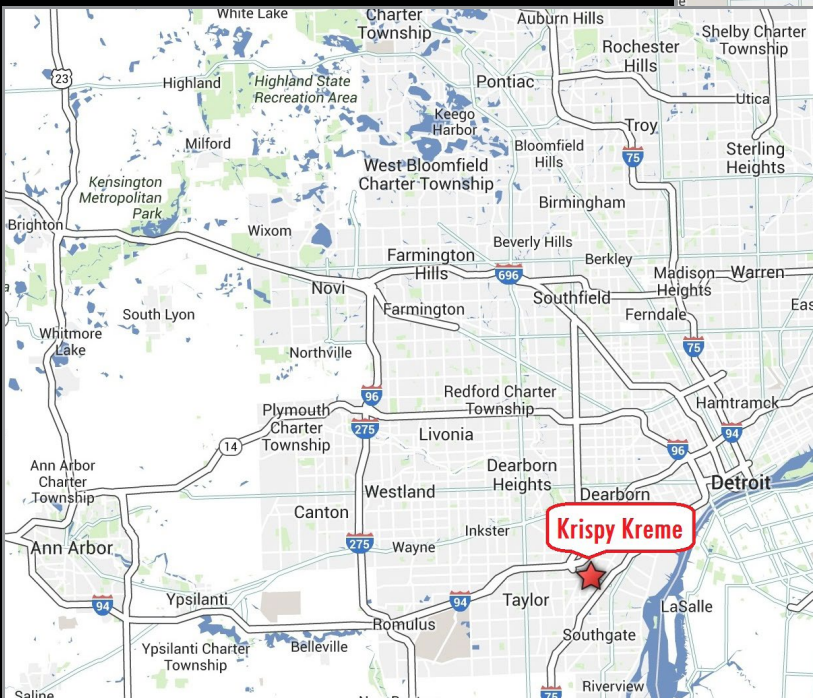 White Lake
Charter
Township
Auburn Hills
Shelby Charter
Township
Rochester
Hills
23
Highland
Highland State
Recreation Area
Pontiac
Utica
Keego
Harbor
Troy
Milford
Bloomfield
Hills
75
Sterling
Heights
West Bloomfield
Charter Township
Kensington
Metropolitan
Park
Birmingham
Brighton
Wixom
Beverly Hills
Farmington
Hills
696
Berkley
Madison
Heights
Warren
Novi
Southfield
Farmington
Ferndale
Eas
South Lyon
Whitmore
Lake
Northville
75
96
Redford Charter
Township
Hamtramck
Plymouth
Charter
Township
275
Livonia
94
14
96
Ann Arbor
Charter
Township
Dearborn
Heights
Detroit
Westland
Dearborn
Canton
Krispy Kreme
Inkster
275
Wayne
Ann Arbor
94
Ypsilanti
94
Taylor
LaSalle
Romulus
Southgate
Ypsilanti Charter
Township
Belleville
Riverview
75
Saline